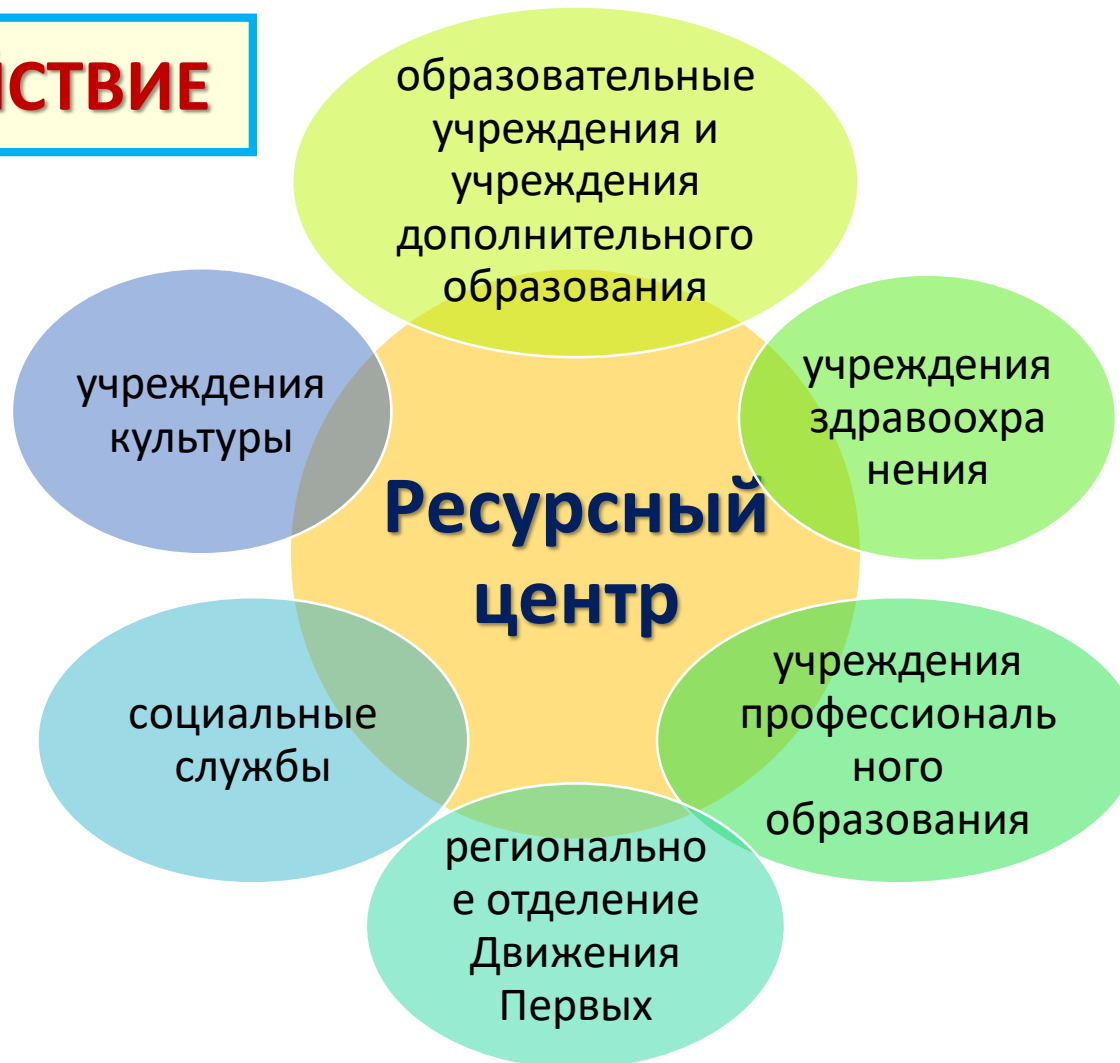 ЙСТВИЕ
образовательные
учреждения и
учреждения
дополнительного
образования
учреждения
культуры
учреждения
здравоохра
нения
Ресурсный
центр
социальные
службы
учреждения
профессиональ
ного
образования
регионально
е отделение
Движения
Первых